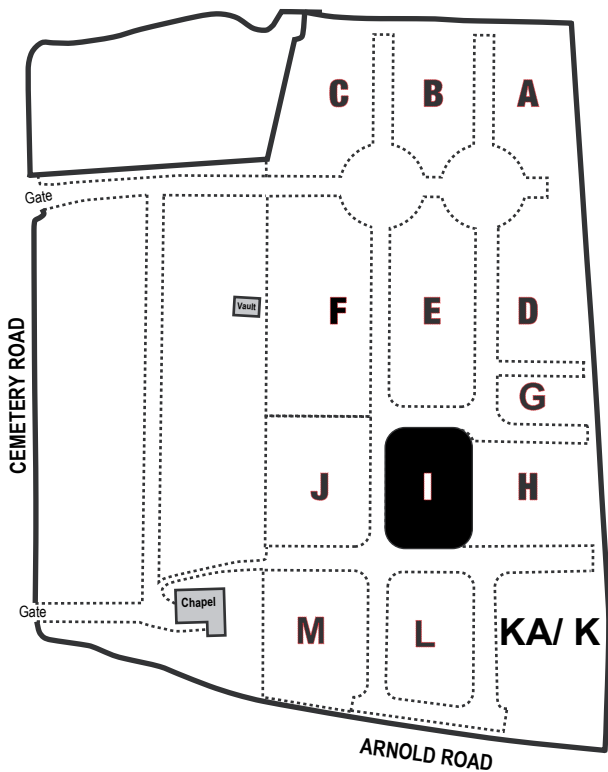 C B A
Gate
Vault
F E D
G
CEMETERY ROAD
J I H
Chapel
Gate
M L KA/ K
ARNOLD ROAD